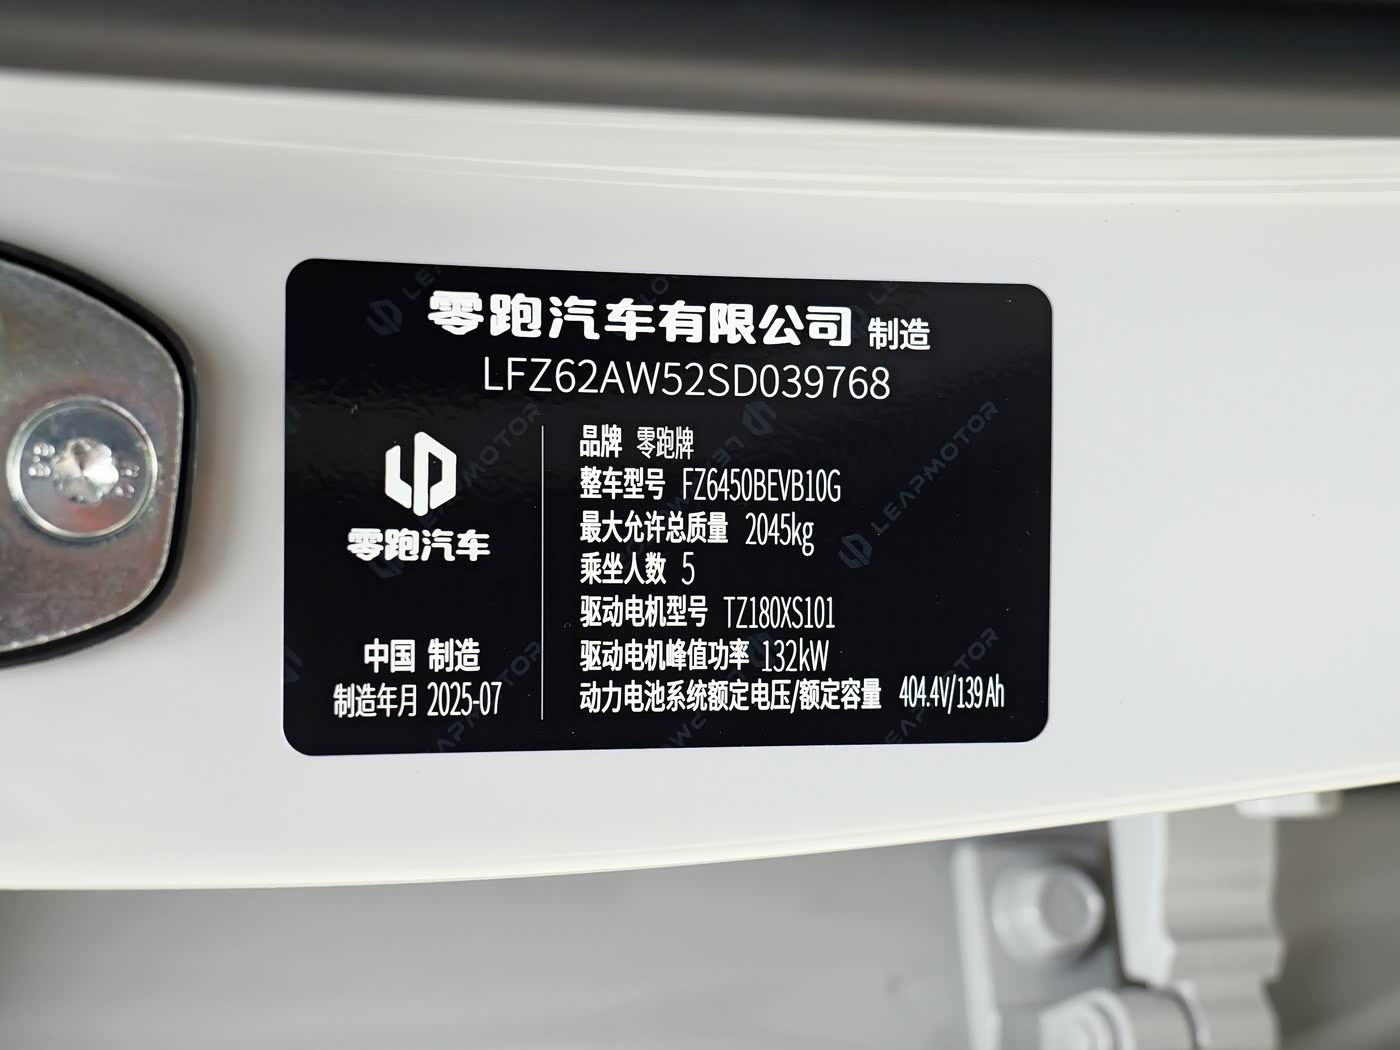 零跑汽车有限公司 制造
LFZ62AW52SD039768
零跑汽车
中国 制造
制造年月 2025-07
品牌 零跑牌
整车型号 FZ6450BEVB10G
最大允许总质量 2045kg
乘坐人数 5
驱动电机型号 TZ180XS101
驱动电机峰值功率 132kW
动力电池系统额定电压/额定容量 404.4V/139Ah
LEAPMOTOR